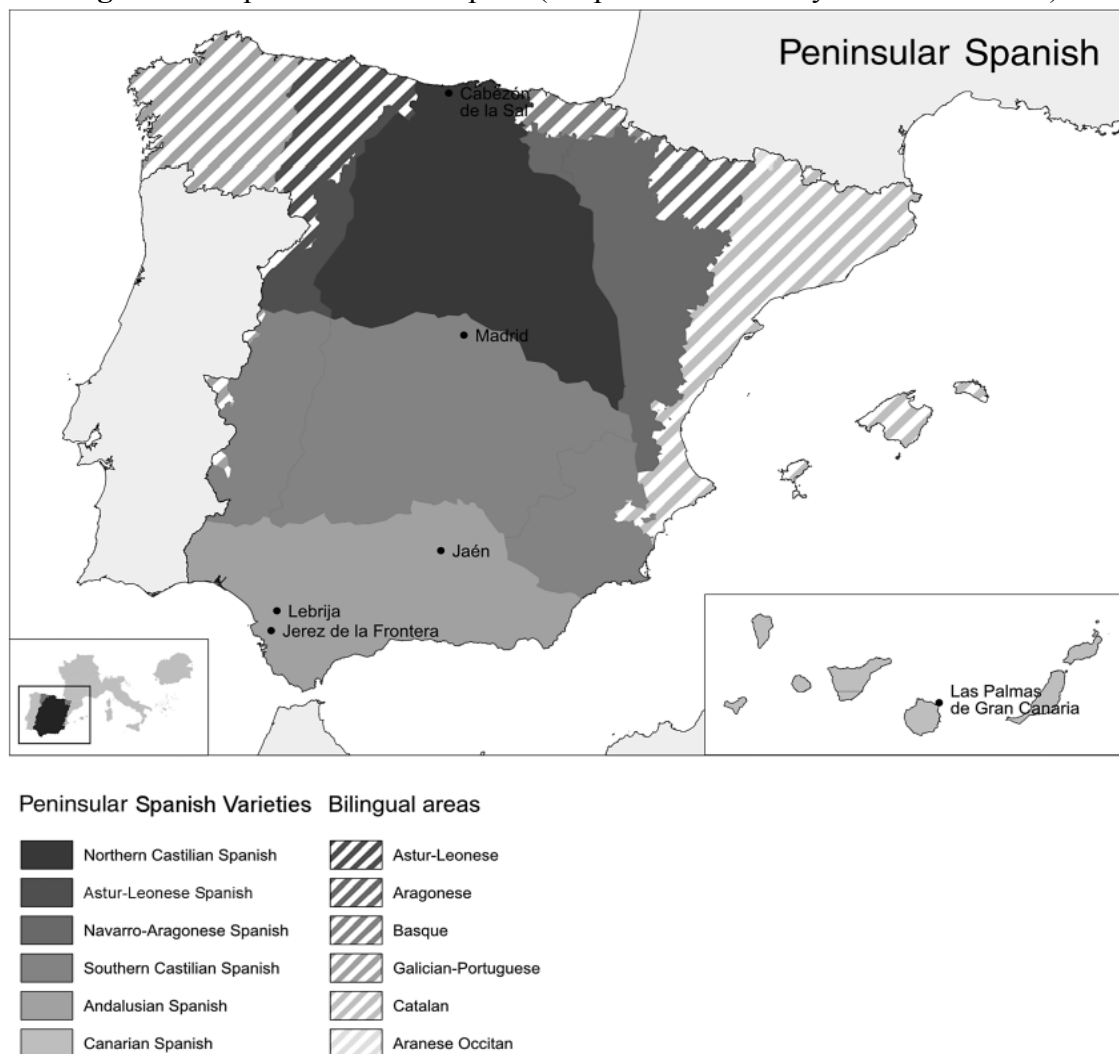 Peninsular Spanish
Cabezón
de la Sal
Madrid
Jaén
Lebrija
Jerez de la Frontera
Las Palmas
de Gran Canaria
Peninsular Spanish Varieties
Northern Castilian Spanish
Astur-Leonese Spanish
Navarro-Aragonese Spanish
Southern Castilian Spanish
Andalusian Spanish
Canarian Spanish
Bilingual areas
Astur-Leonese
Aragonese
Basque
Galician-Portuguese
Catalan
Aranese Occitan